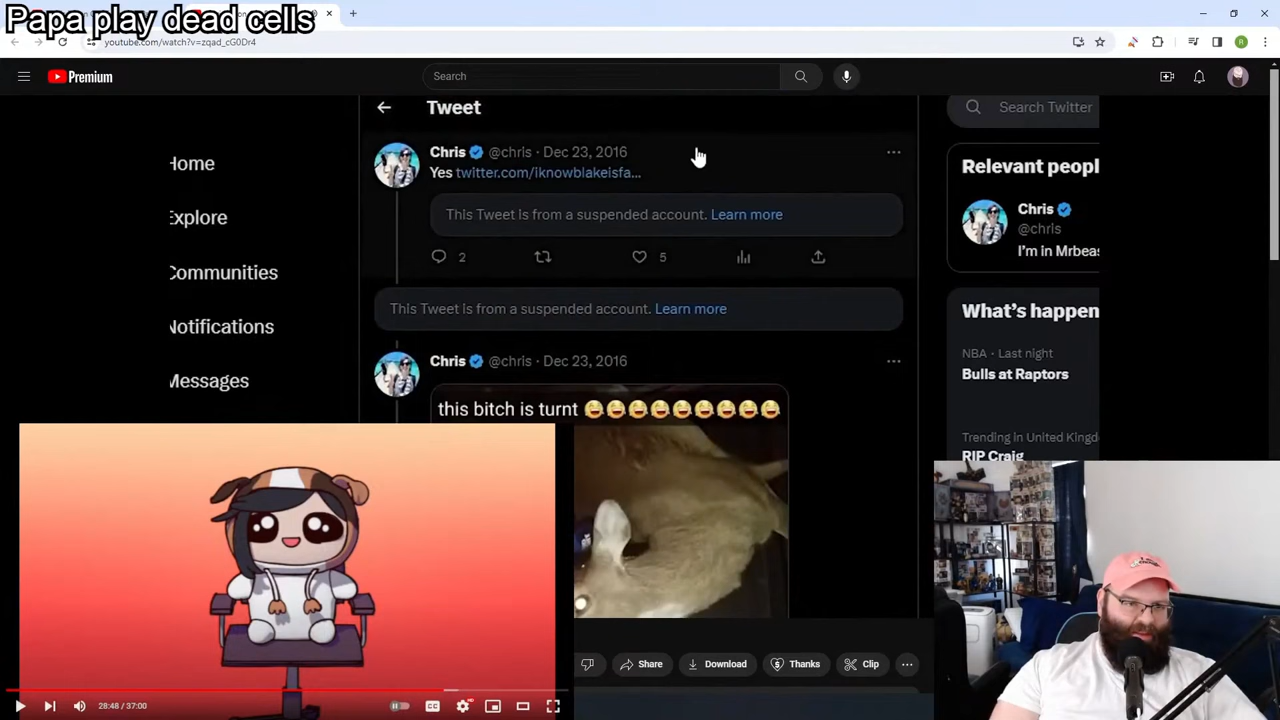 Papa play dead cells
youtube.com/watch?v=zqad_cG0Dr4
Premium
Search
Tweet
Search Twitter
Home
Explore
Communities
Notifications
Messages
Chris @chris · Dec 23, 2016
Yes twitter.com/iknowblakeisfa...
This Tweet is from a suspended account. Learn more
2
5
This Tweet is from a suspended account. Learn more
Chris @chris · Dec 23, 2016
this bitch is turnt 😂😂😂😂😂😂😂😂😂
Relevant peopl
Chris
@chris
I'm in Mrbeas
What's happen
NBA · Last night
Bulls at Raptors
Trending in United Kingdo
RIP Craig
Share
Download
Thanks
Clip
28:48 / 37:00
CC
HD